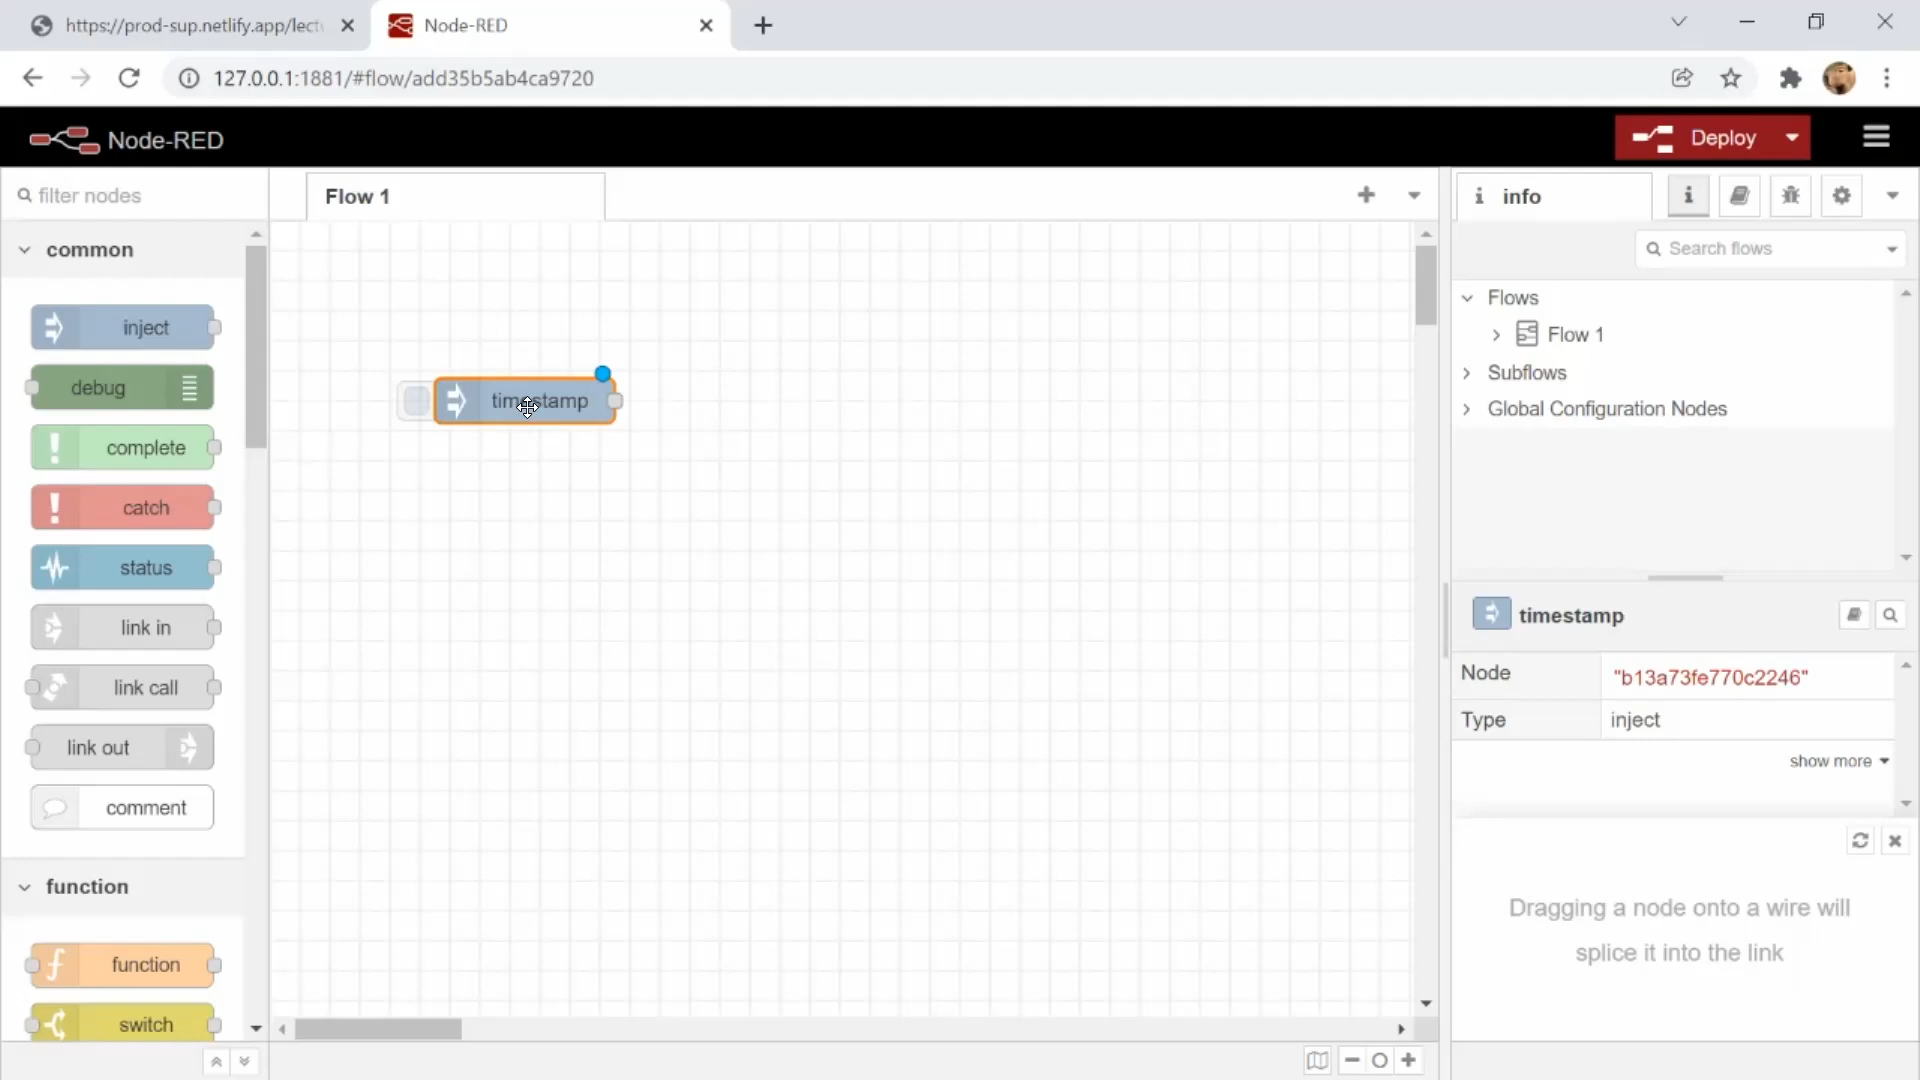 https://prod-sup.netlify.app/lect
Node-RED
127.0.0.1:1881/#flow/add35b5ab4ca9720
Node-RED
Deploy
filter nodes
Flow 1
info
common
Search flows
inject
debug
complete
catch
status
link in
link call
link out
comment
function
function
switch
timestamp
Flows
Flow 1
Subflows
Global Configuration Nodes
timestamp
Node "b13a73fe770c2246"
Type inject
show more
Dragging a node onto a wire will
splice it into the link